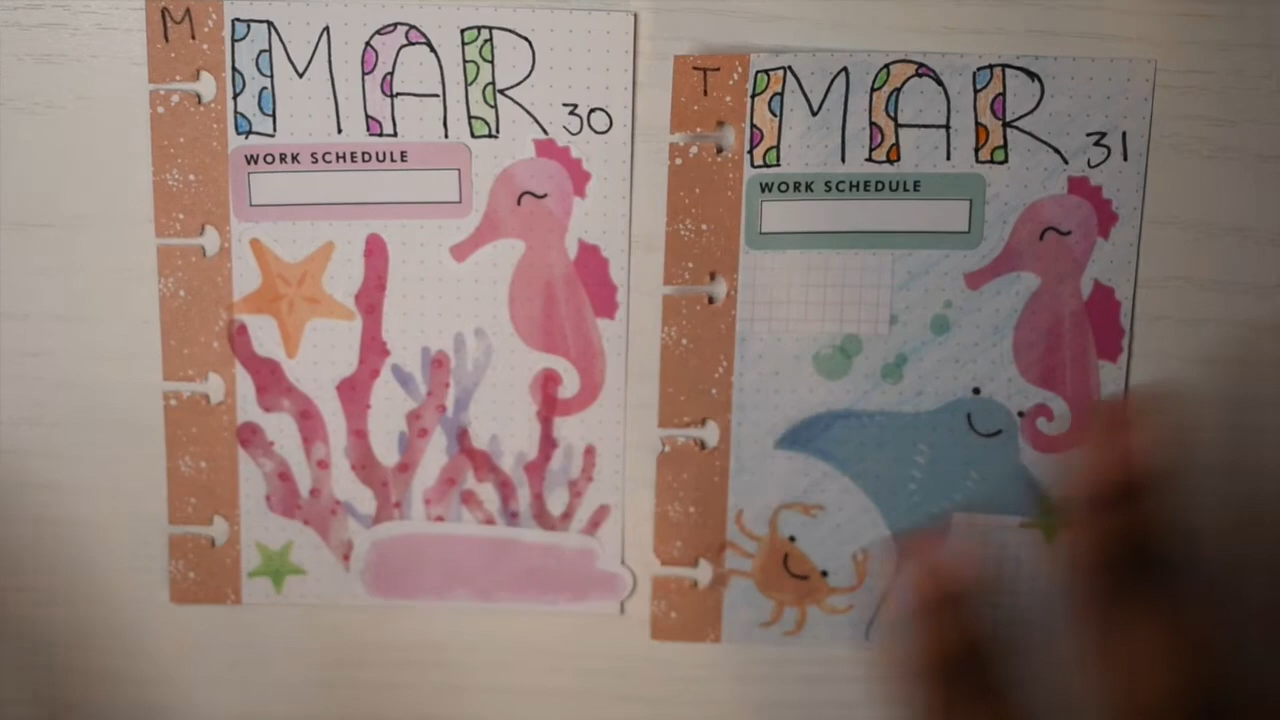 M
MAR 30
WORK SCHEDULE
T
MAR 31
WORK SCHEDULE